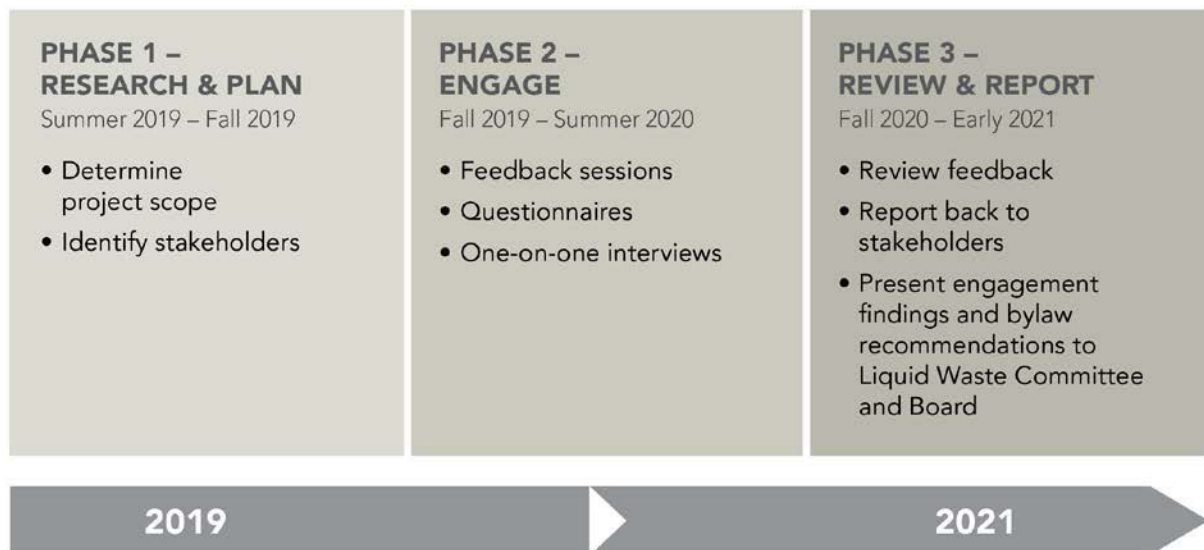 PHASE 1 –
RESEARCH & PLAN
Summer 2019 – Fall 2019
• Determine
project scope
• Identify stakeholders
PHASE 2 –
ENGAGE
Fall 2019 – Summer 2020
• Feedback sessions
• Questionnaires
• One-on-one interviews
PHASE 3 –
REVIEW & REPORT
Fall 2020 – Early 2021
• Review feedback
• Report back to
stakeholders
• Present engagement
findings and bylaw
recommendations to
Liquid Waste Committee
and Board
2019
2021